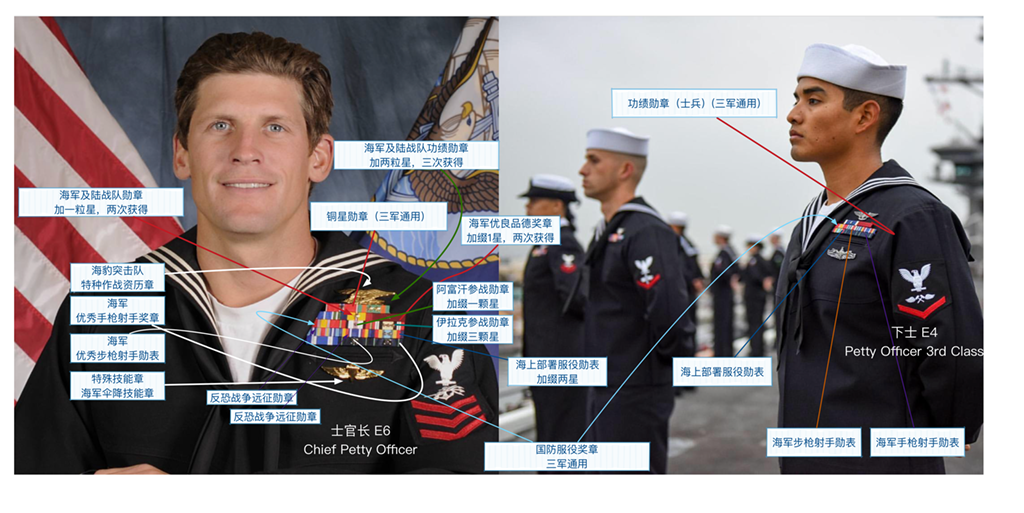 功绩勋章（士兵）(三军通用)
海军及陆战队功绩勋章
加两粒星，三次获得
海军及陆战队勋章
加一粒星，两次获得
铜星勋章（三军通用）
海军优良品德奖章
加缀1星，两次获得
海豹突击队
特种作战资历章
阿富汗参战勋章
加缀一颗星
海军
优秀手枪射手奖章
伊拉克参战勋章
加缀三颗星
下士 E4
Petty Officer 3rd Class
海军
优秀步枪射手勋表
海上部署服役勋表
加缀两星
海上部署服役勋表
特殊技能章
海军伞降技能章
反恐战争远征勋章
反恐战争远征勋章
士官长 E6
Chief Petty Officer
海军步枪射手勋表
海军手枪射手勋表
国防服役奖章
三军通用